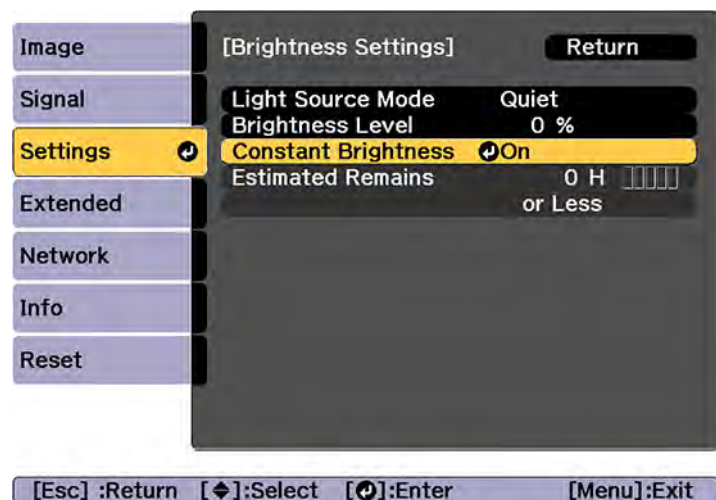 Image
Signal
Settings
Extended
Network
Info
Reset
[Brightness Settings] Return
Light Source Mode Quiet
Brightness Level 0 %
Constant Brightness On
Estimated Remains 0 H
or Less
[Esc] :Return [ ]:Select [ ]:Enter [Menu]:Exit